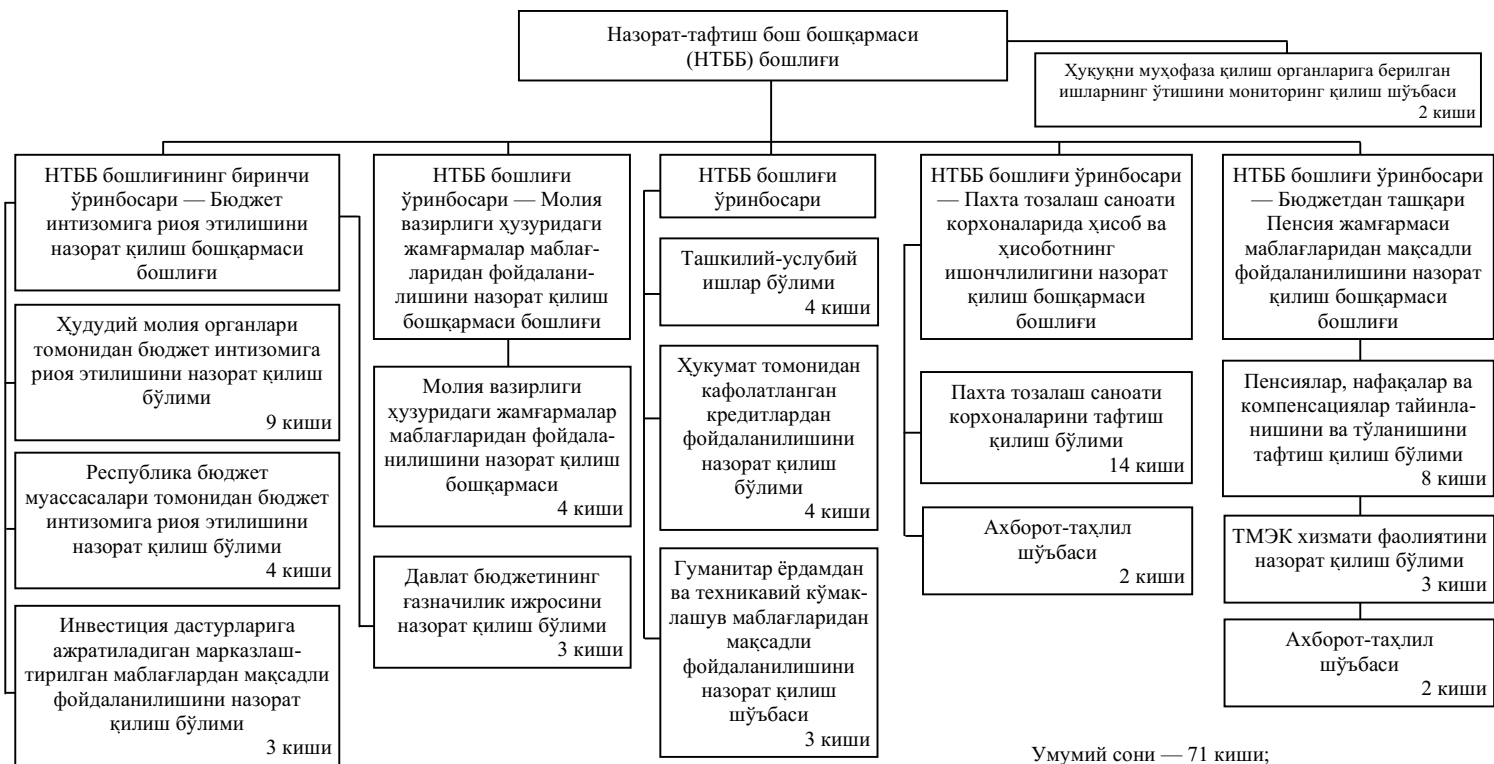 Назорат-тафтиш бош бошқармаси
(НТББ) бошлиғи
Ҳуқуқни муҳофаза қилиш органларига берилган
ишларнинг ўтишини мониторинг қилиш шўъбаси
2 киши
НТББ бошлиғининг биринчи
ўринбосари — Бюджет
интизомига риоя этилишини
назорат қилиш бошқармаси
бошлиғи
Ҳудудий молия органлари
томонидан бюджет интизомига
риоя этилишини назорат қилиш
бўлими
9 киши
Республика бюджет
муассасалари томонидан бюджет
интизомига риоя этилишини
назорат қилиш бўлими
4 киши
Инвестиция дастурларига
ажратиладиган марказлаш-
тирилган маблағлардан мақсадли
фойдаланилишини назорат
қилиш бўлими
3 киши
НТББ бошлиғи
ўринбосари — Молия
вазирлиги ҳузуридаги
жамғармалар маблағ-
ларидан фойдалани-
лишини назорат қилиш
бошқармаси бошлиғи
Молия вазирлиги
ҳузуридаги жамғармалар
маблағларидан фойдала-
нилишини назорат қилиш
бошқармаси
4 киши
Давлат бюджетининг
ғазначилик ижросини
назорат қилиш бўлими
3 киши
НТББ бошлиғи
ўринбосари
Ташкилий-услубий
ишлар бўлими
4 киши
Ҳукумат томонидан
кафолатланган
кредитлардан
фойдаланилишини
назорат қилиш
бўлими
4 киши
Гуманитар ёрдамдан
ва техникавий кўмак-
лашув маблағларидан
мақсадли
фойдаланилишини
назорат қилиш
шўъбаси
3 киши
НТББ бошлиғи ўринбосари
— Пахта тозалаш саноати
корхоналарида ҳисоб ва
ҳисоботнинг
ишончлилигини назорат
қилиш бошқармаси
бошлиғи
Пахта тозалаш саноати
корхоналарини тафтиш
қилиш бўлими
14 киши
Ахборот-таҳлил
шўъбаси
2 киши
НТББ бошлиғи ўринбосари
— Бюджетдан ташқари
Пенсия жамғармаси
маблағларидан мақсадли
фойдаланилишини назорат
қилиш бошқармаси
бошлиғи
Пенсиялар, нафақалар ва
компенсациялар тайинла-
нишини ва тўланишини
тафтиш қилиш бўлими
8 киши
ТМЭК хизмати фаолиятини
назорат қилиш бўлими
3 киши
Ахборот-таҳлил
шўъбаси
2 киши
Умумий сони — 71 киши;